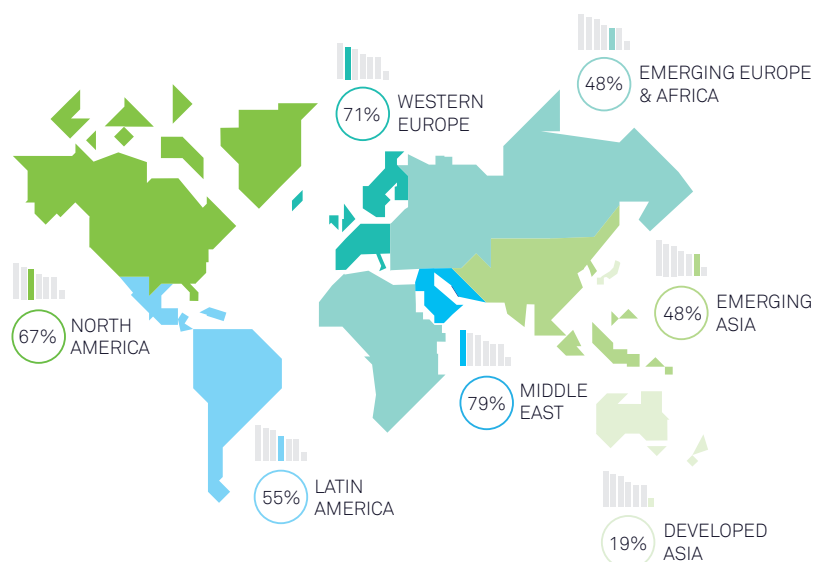 48%
EMERGING EUROPE
& AFRICA
71%
WESTERN
EUROPE
67%
NORTH
AMERICA
48%
EMERGING
ASIA
79%
MIDDLE
EAST
55%
LATIN
AMERICA
19%
DEVELOPED
ASIA